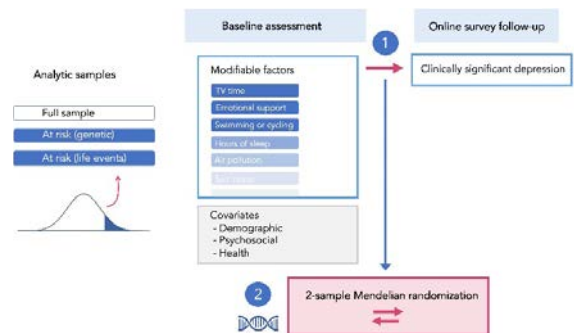 Baseline assessment
Online survey follow-up
1
Analytic samples
Full sample
At risk (genetic)
At risk (life events)
Modifiable factors
TV time
Emotional support
Swimming or cycling
Hours of sleep
Air pollution
Clinically significant depression
Covariates
- Demographic
- Psychosocial
- Health
2
2-sample Mendelian randomization